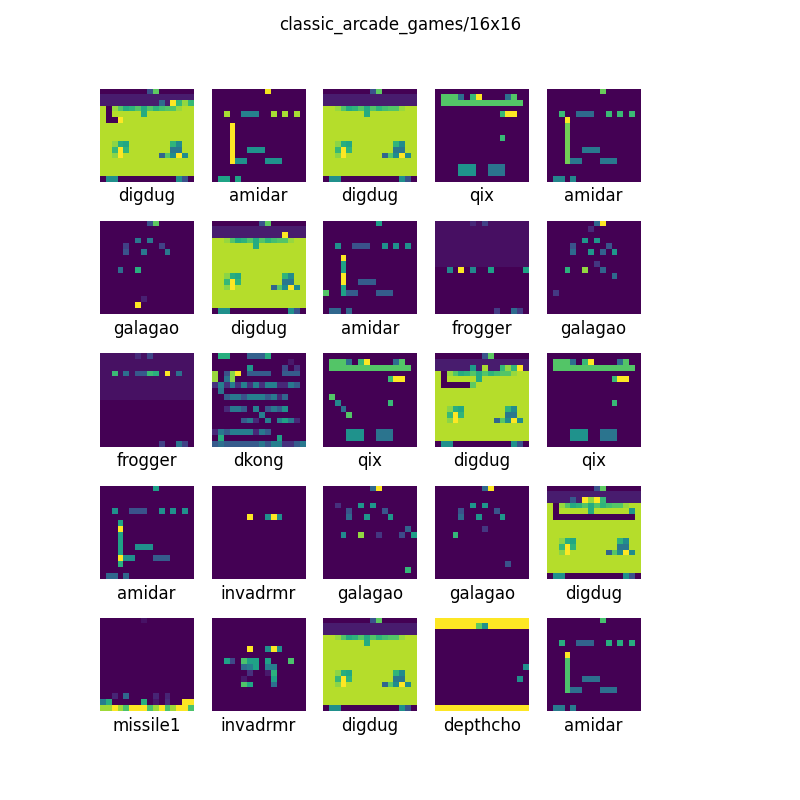 classic_arcade_games/16x16
digdug amidar digdug qix amidar
galagao digdug amidar frogger galagao
frogger dkong qix digdug qix
amidar invadrmr galagao galagao digdug
missile1 invadrmr digdug depthcho amidar